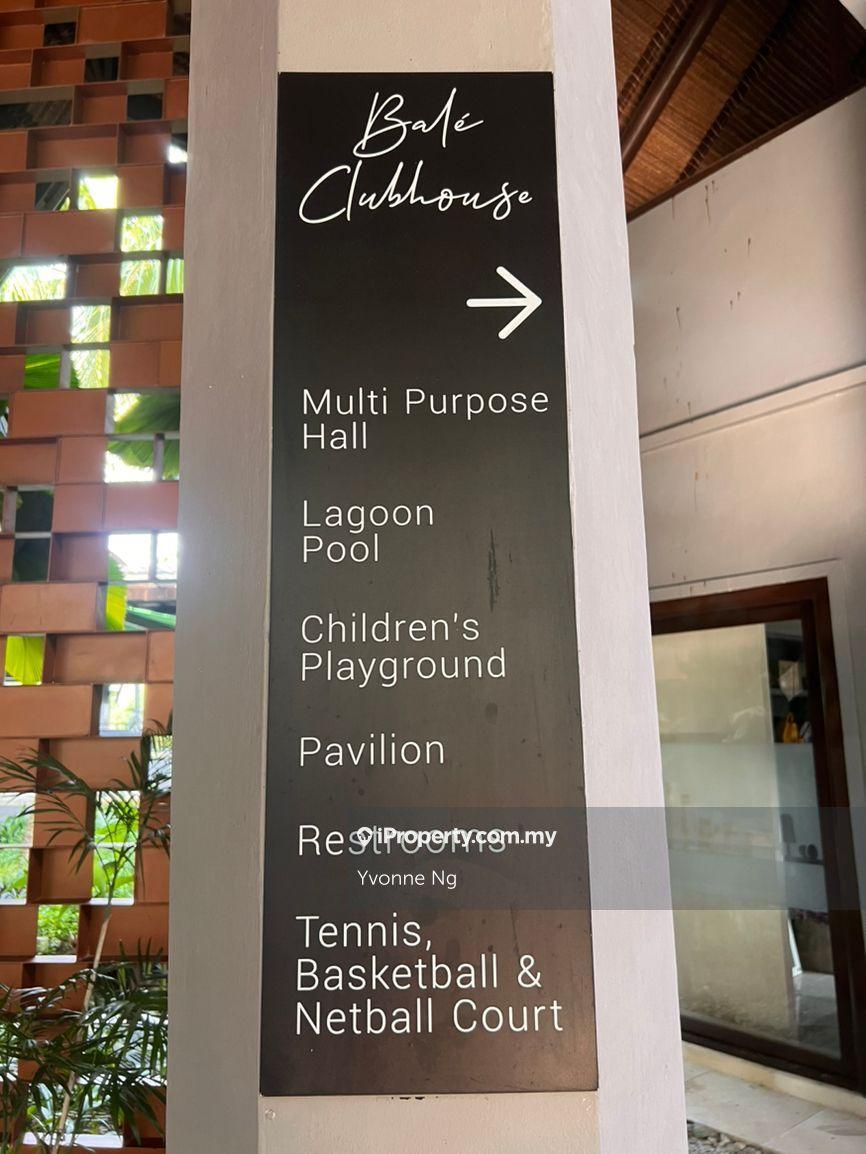 Balé
Clubhouse
Multi Purpose
Hall
Lagoon
Pool
Children's
Playground
Pavilion
Restrooms
iProperty.com.my
Yvonne Ng
Tennis,
Basketball &
Netball Court